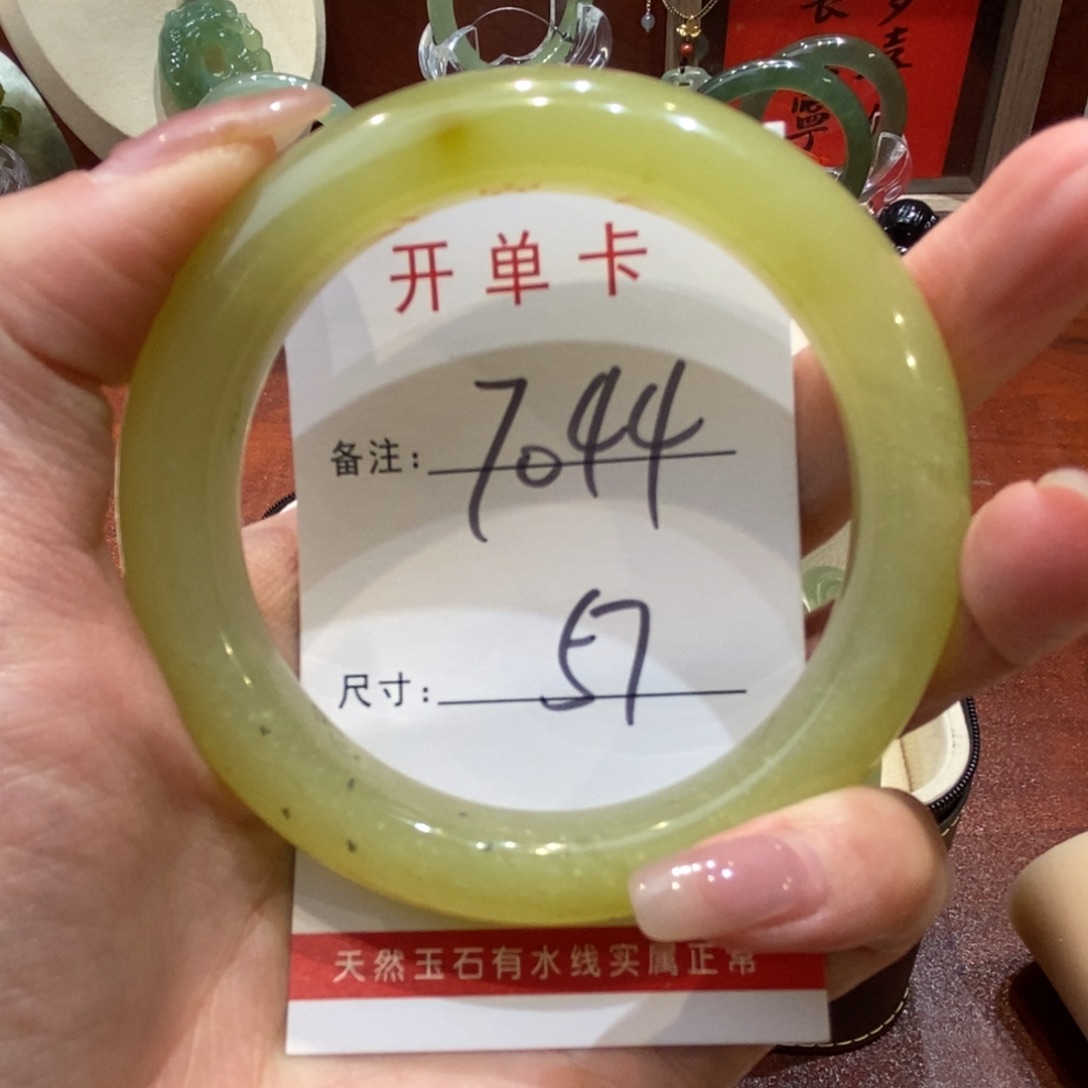 开单卡
备注: 7044
尺寸: 57
天然玉石有水线实属正常